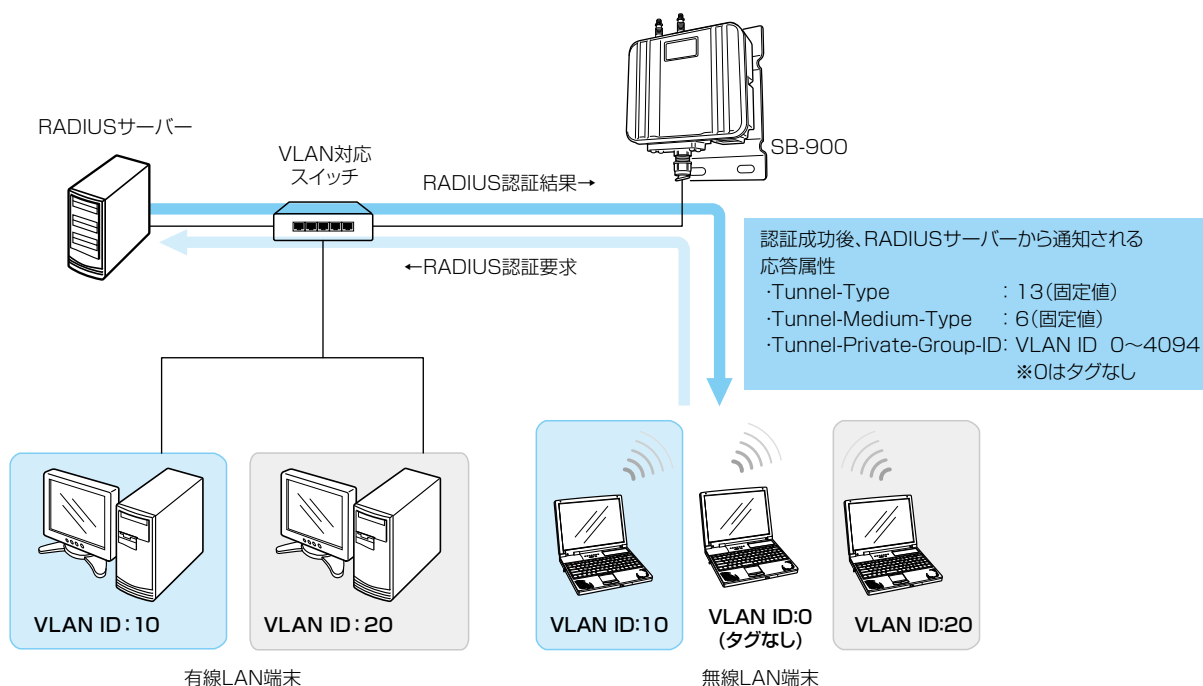 RADIUSサーバー
VLAN対応
スイッチ
RADIUS認証結果→
SB-900
←RADIUS認証要求
認証成功後、RADIUSサーバーから通知される
応答属性
·Tunnel-Type : 13(固定値)
·Tunnel-Medium-Type : 6(固定値)
·Tunnel-Private-Group-ID: VLAN ID 0〜4094
※0はタグなし
VLAN ID:10
VLAN ID:20
VLAN ID:10
VLAN ID:0
(タグなし)
VLAN ID:20
有線LAN端末
無線LAN端末